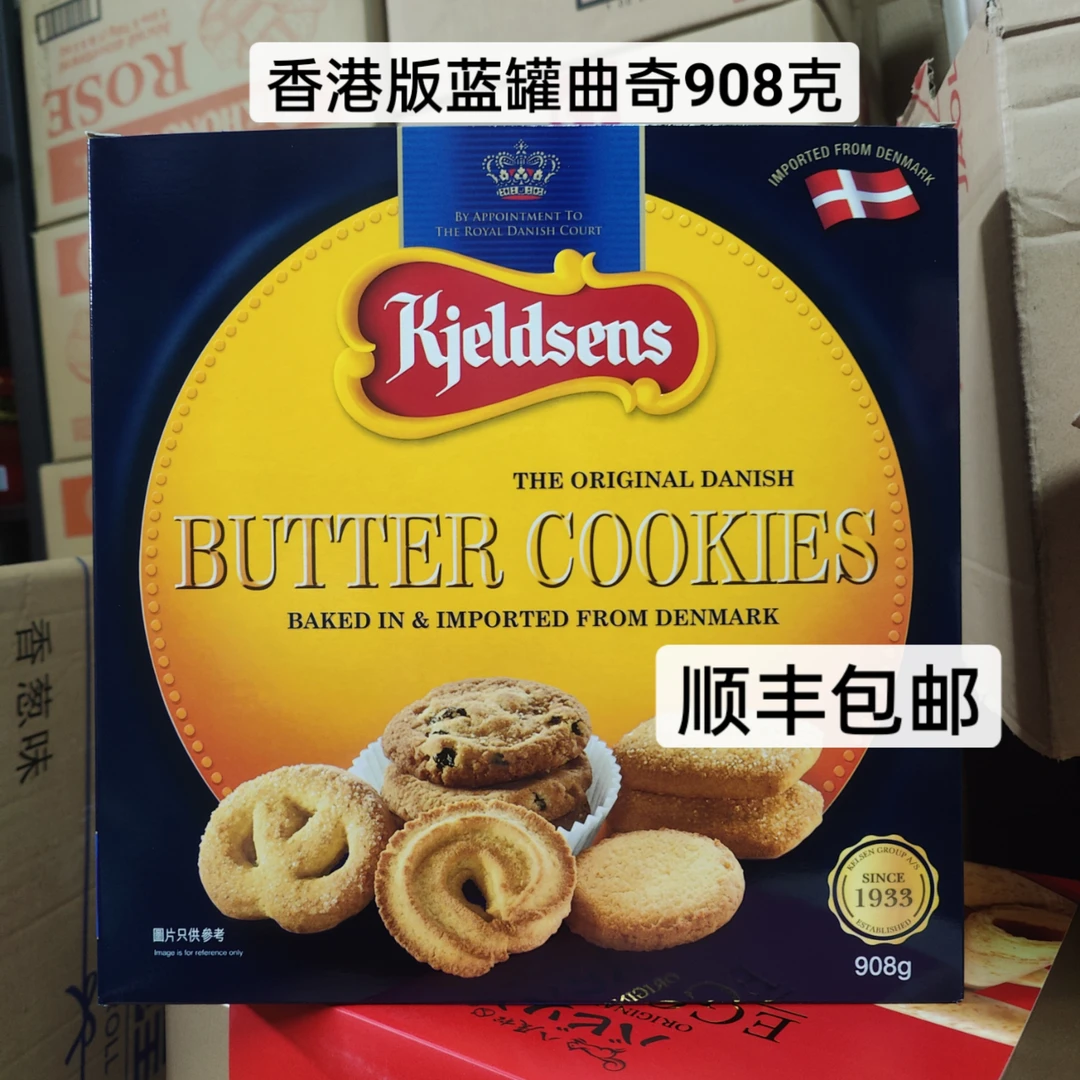 香港版蓝罐曲奇908克
ROSE
IMPORTED FROM DENMARK
BY APPOINTMENT TO
THE ROYAL DANISH COURT
Kjeldsens
THE ORIGINAL DANISH
BUTTER COOKIES
BAKED IN & IMPORTED FROM DENMARK
顺丰包邮
香葱味
KELSEN GROUP A/S
SINCE
1933
ESTABLISHED
圖片只供參考
Image is for reference only
908g